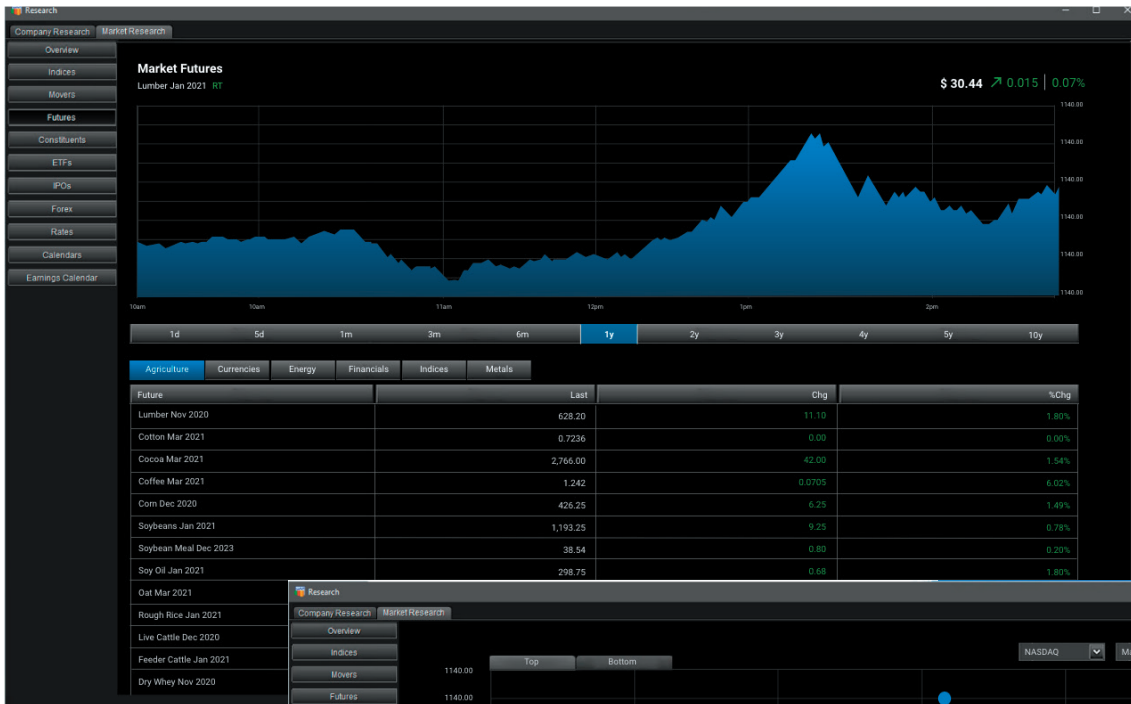 Research
Company Research Market Research
Overview
Indices
Movers
Futures
Constituents
ETFs
IPOs
Forex
Rates
Calendars
Earnings Calendar
Market Futures
Lumber Jan 2021 RT
$ 30.44 0.015 0.07%
1140.00
1140.00
1140.00
1140.00
1140.00
1140.00
10am 10am 11am 12pm 1pm 2pm
1d 5d 1m 3m 6m 1y 2y 3y 4y 5y 10y
Agriculture Currencies Energy Financials Indices Metals
Future Last Chg %Chg
Lumber Nov 2020 628.20 11.10 1.80%
Cotton Mar 2021 0.7236 0.00 0.00%
Cocoa Mar 2021 2,766.00 42.00 1.54%
Coffee Mar 2021 1.242 0.0705 6.02%
Corn Dec 2020 426.25 6.25 1.49%
Soybeans Jan 2021 1,193.25 9.25 0.78%
Soybean Meal Dec 2023 38.54 0.80 0.20%
Soy Oil Jan 2021 298.75 0.68 1.80%
Oat Mar 2021
Rough Rice Jan 2021
Live Cattle Dec 2020
Feeder Cattle Jan 2021
Dry Whey Nov 2020
Research
Company Research Market Research
Overview
Indices
Movers
Futures
Top Bottom
NASDAQ
1140.00
1140.00